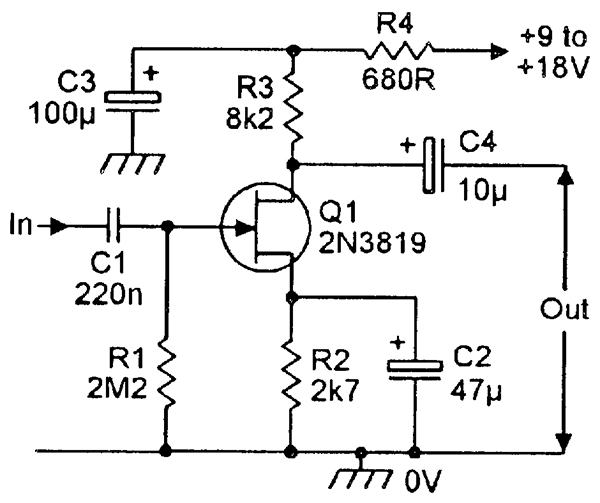 R4
680R
+9 to
+18V
C3
100µ
+
R3
8k2
+
C4
10µ
Q1
2N3819
In
C1
220n
Out
R1
2M2
R2
2k7
+
C2
47µ
0V